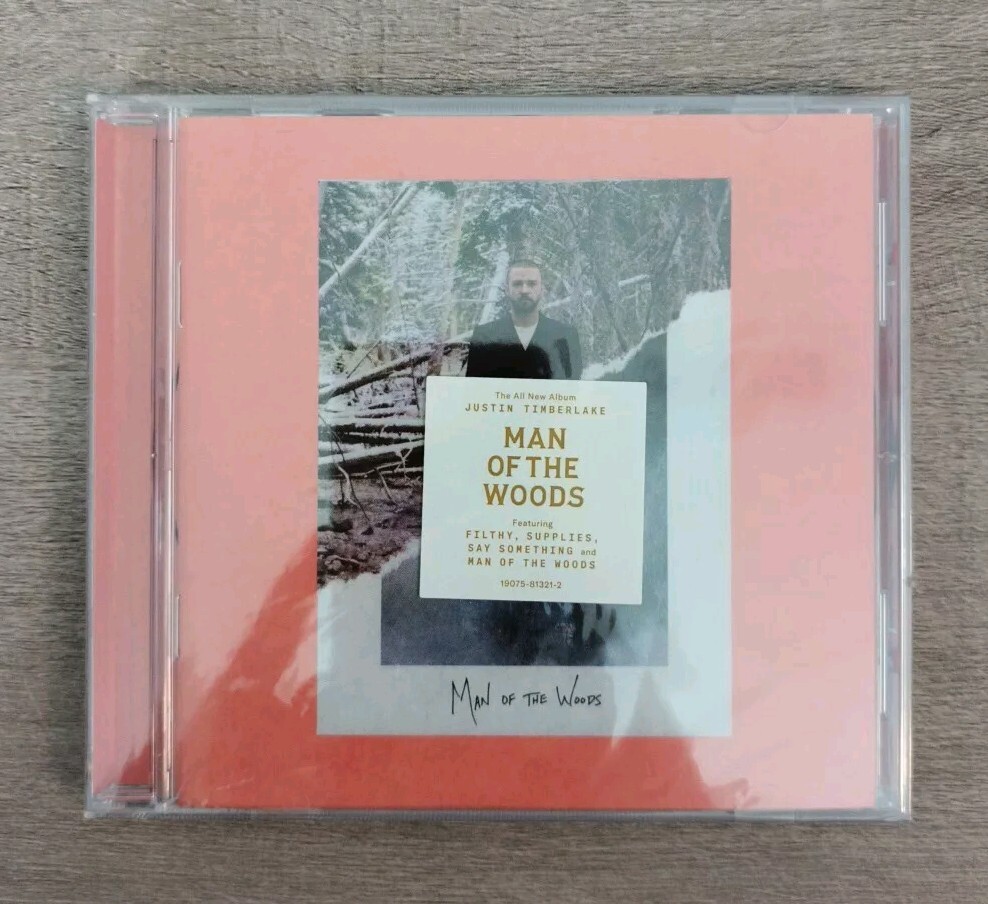 The All New Album
JUSTIN TIMBERLAKE
MAN
OF THE
WOODS
Featuring
FILTHY, SUPPLIES,
SAY SOMETHING and
MAN OF THE WOODS
19075-81321-2
MAN OF THE WOODS